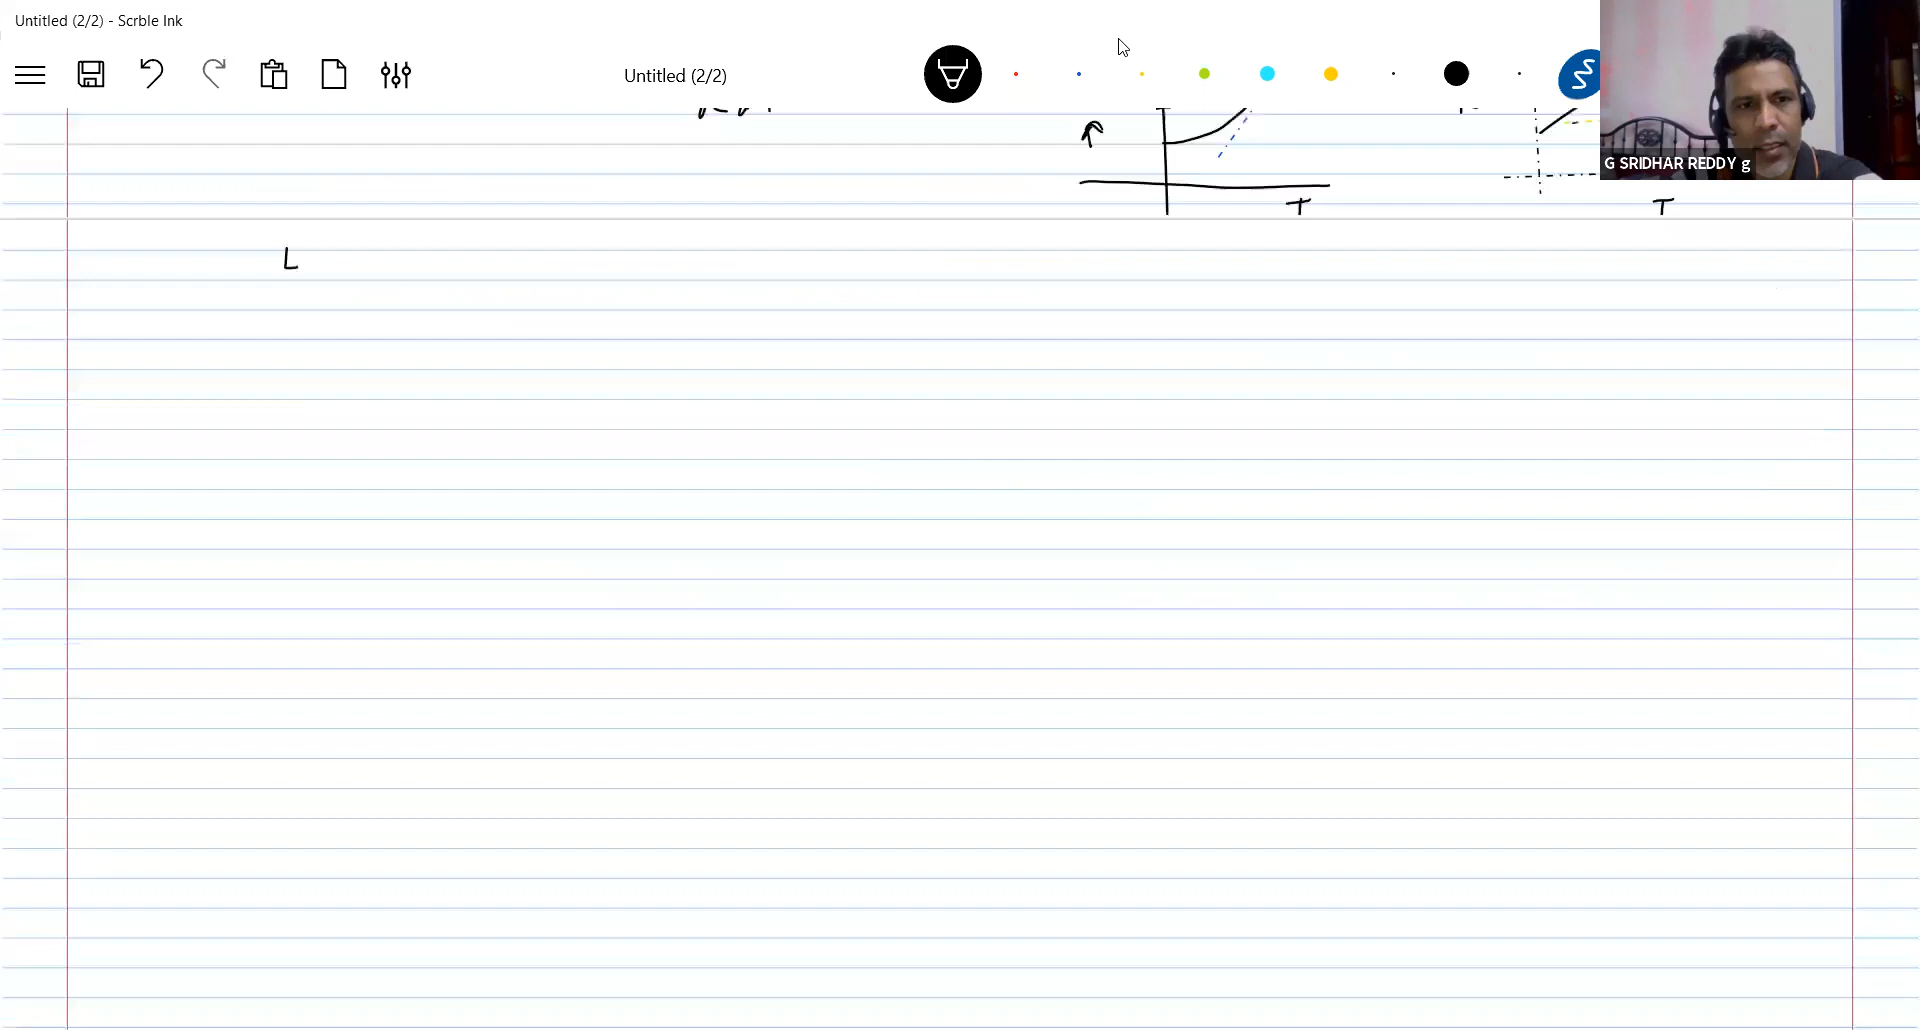 Untitled (2/2) - Scrble Ink
Untitled (2/2)
G SRIDHAR REDDY g
T
T
L